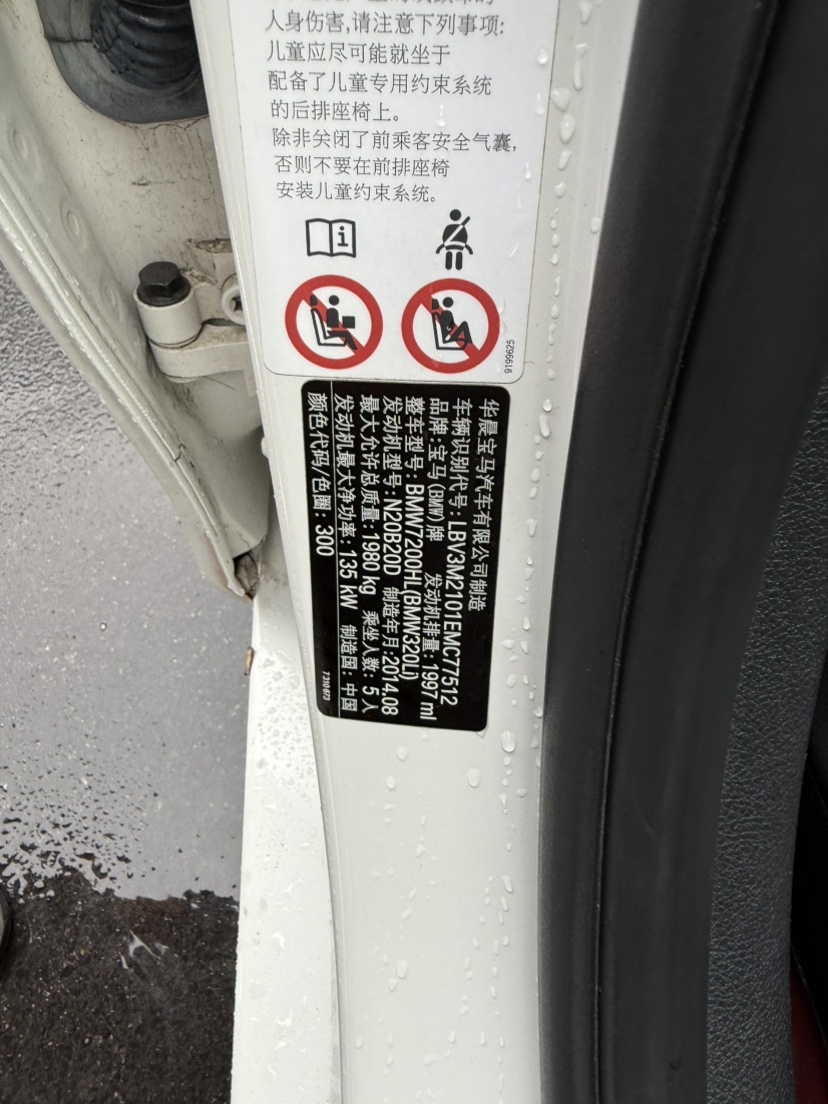 人身伤害,请注意下列事项:
儿童应尽可能就坐于
配备了儿童专用约束系统
的后排座椅上。
除非关闭了前乘客安全气囊,
否则不要在前排座椅
安装儿童约束系统。
9199625
华晨宝马汽车有限公司制造
车辆识别代号: LBV3M2101EMC77512
品牌:宝马(BMW)牌 发动机排量: 1997 ml
整车型号: BMW7200HL(BMW320Li)
发动机型号: N20B20D 制造年月: 2014.08
最大允许总质量: 1980 kg 乘坐人数: 5人
发动机最大净功率: 135 kW 制造国: 中国
颜色代码/色圈: 300
7 310 673